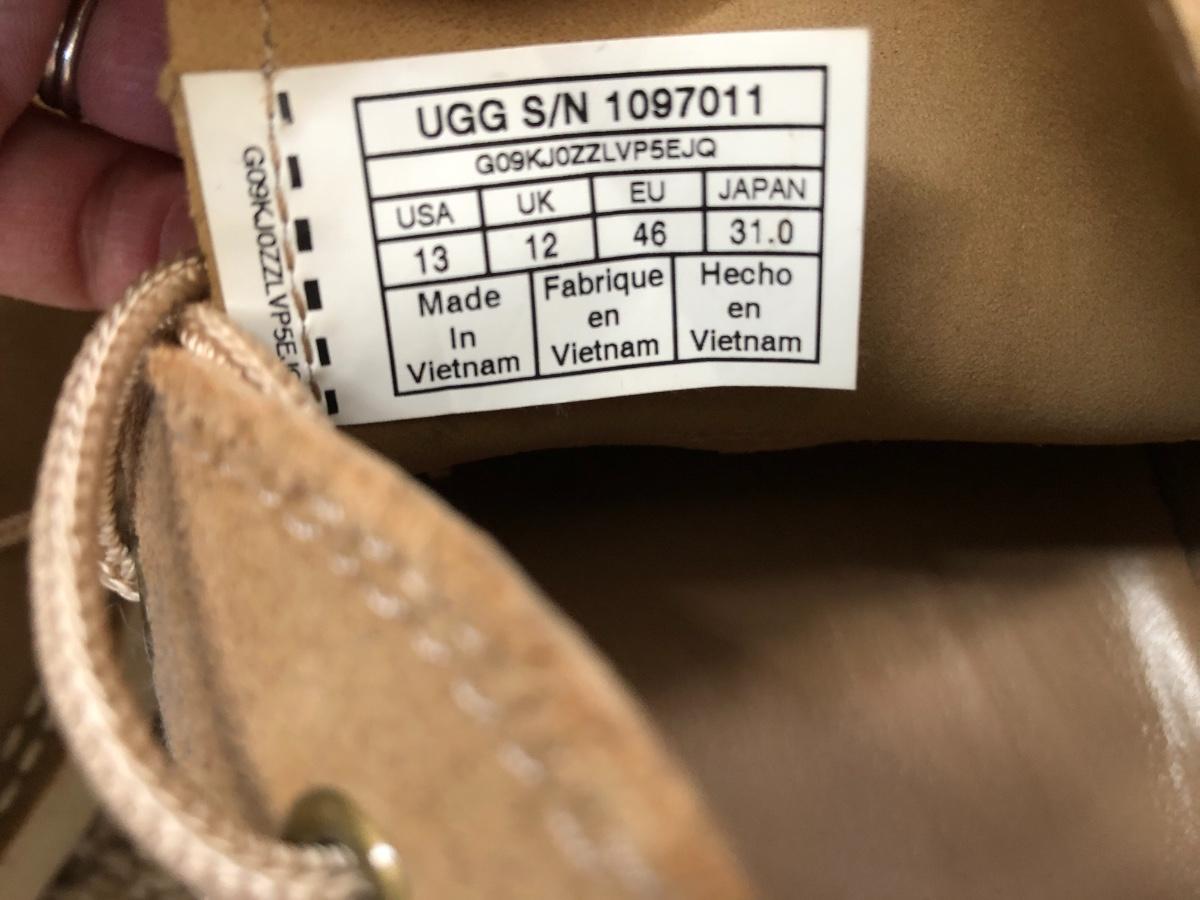 UGG S/N 1097011
G09KJ0ZZLVP5EJQ
USA UK EU JAPAN
13 12 46 31.0
Made
In
Vietnam
Fabrique
en
Vietnam
Hecho
en
Vietnam
G09KJ0ZZLVP5EJ